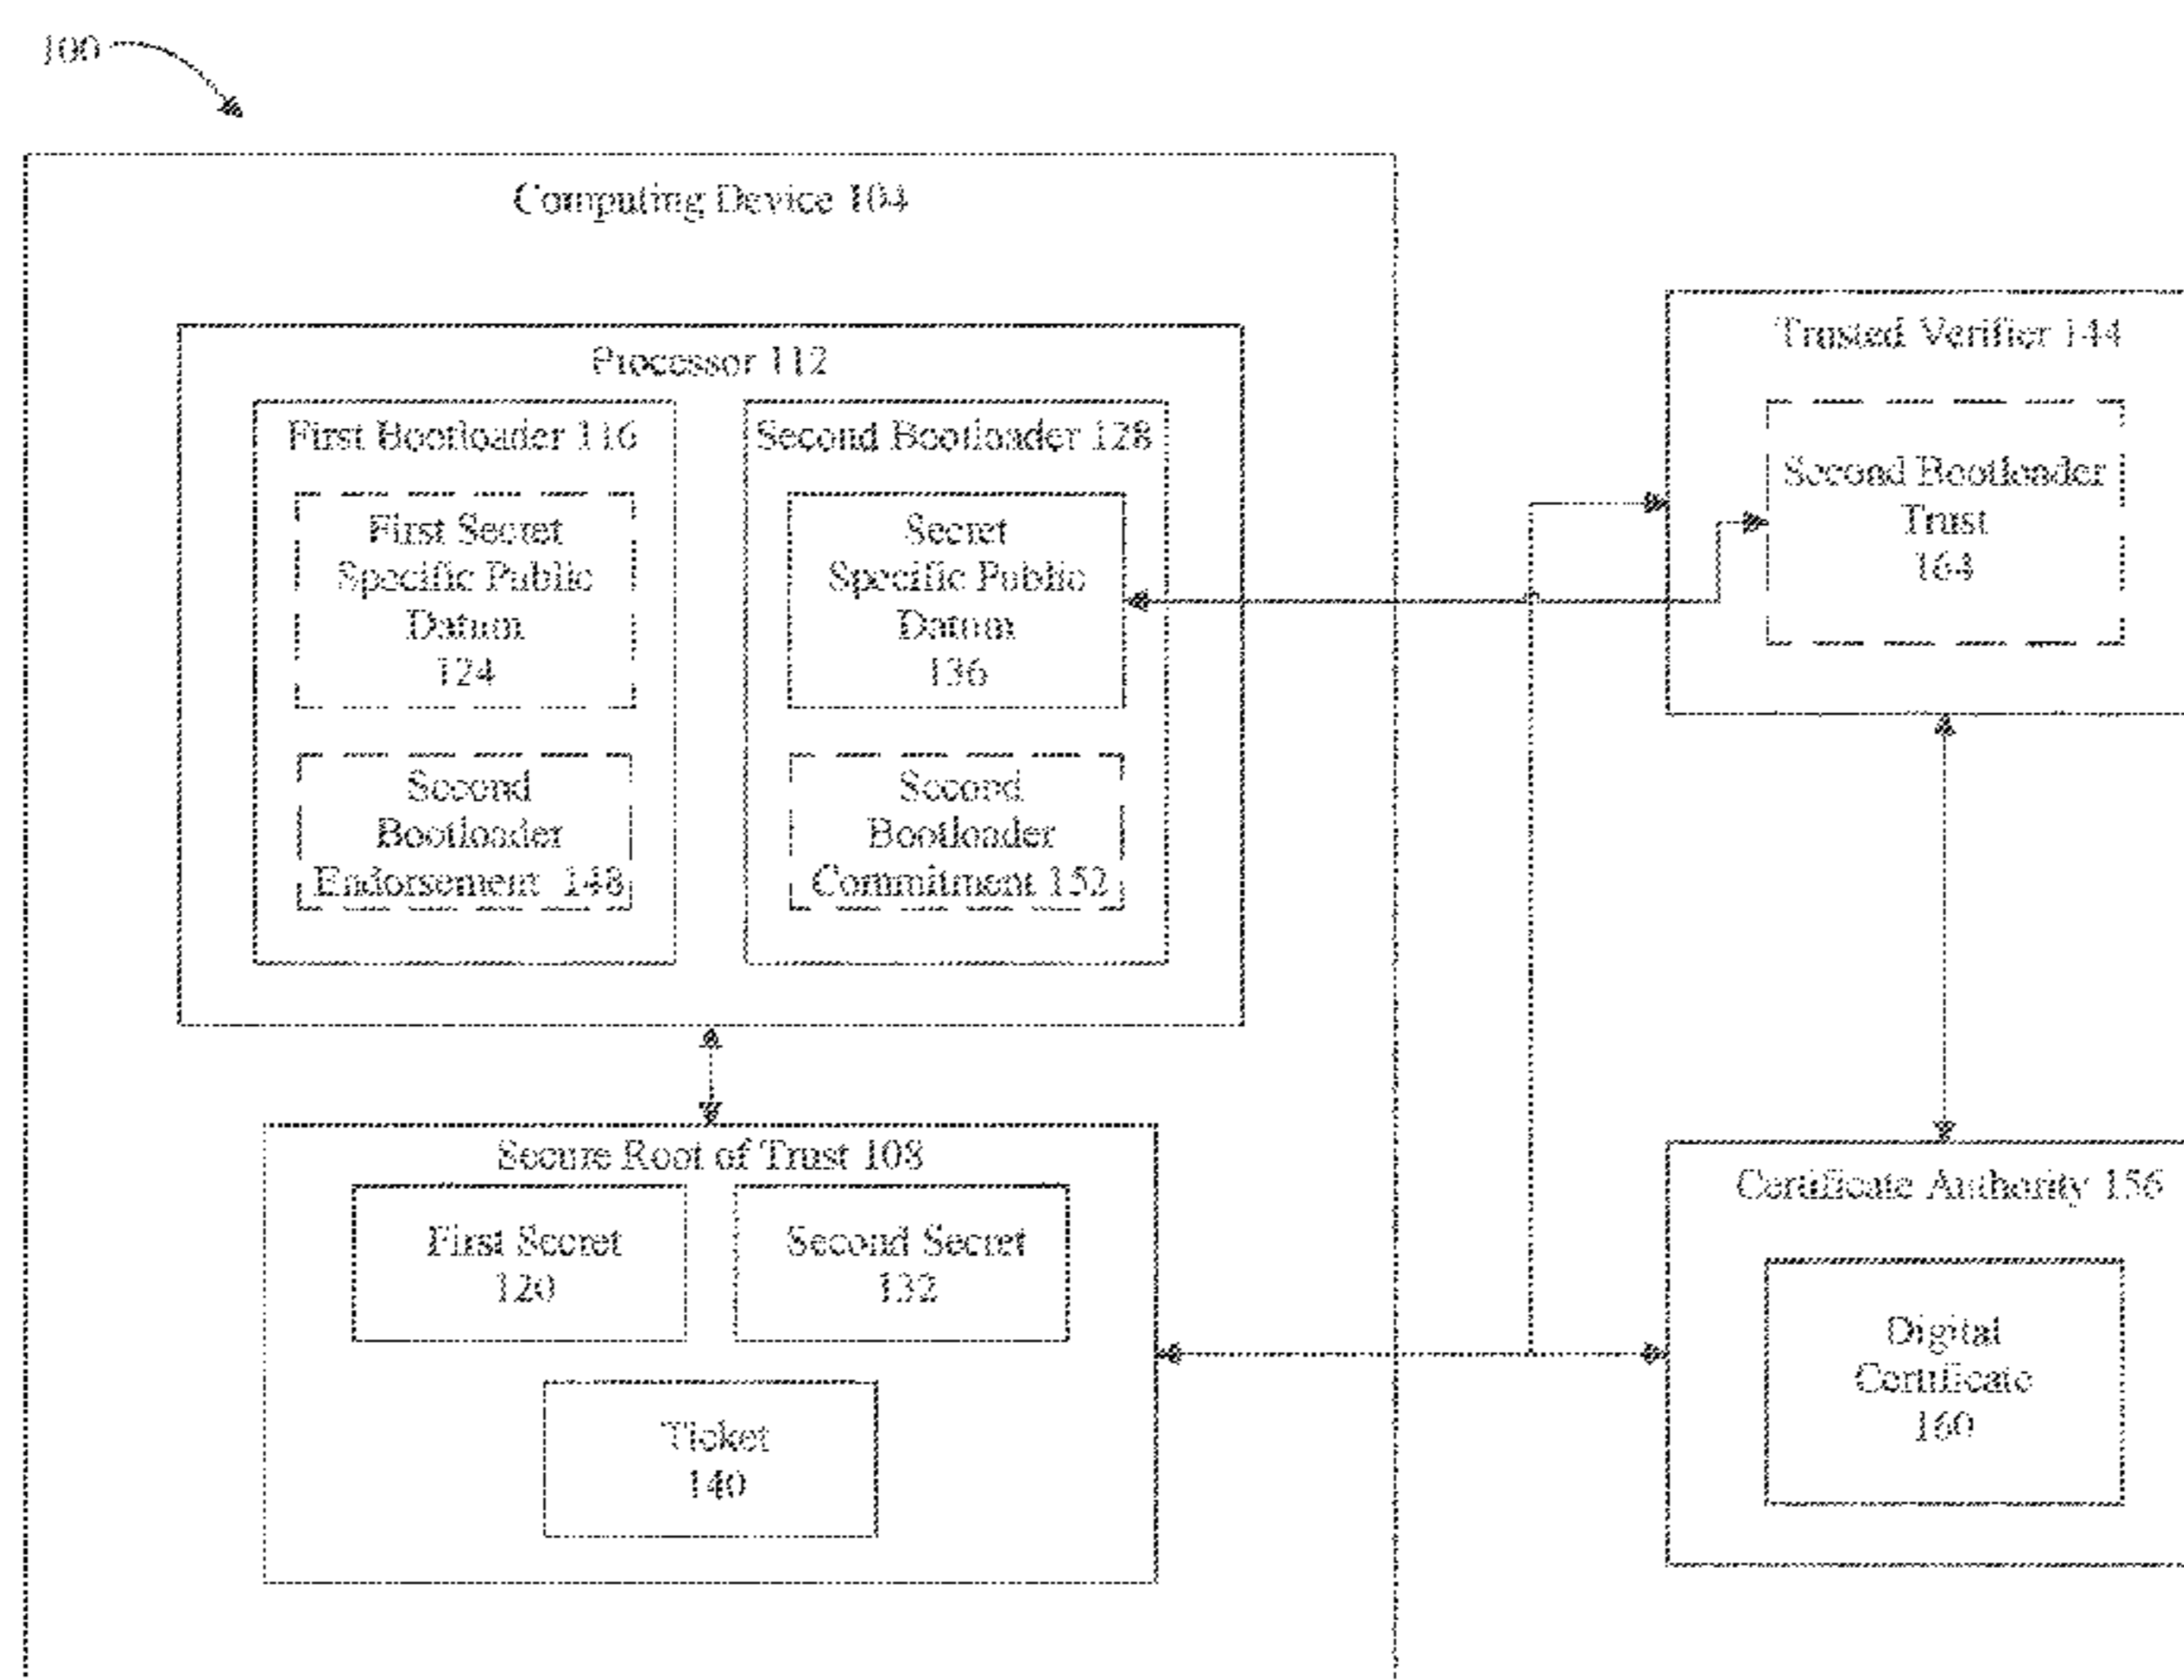 100
Computing Device 104
Processor 112
First Bootloader 116
First Secret
Specific Public
Datum
124
Second
Bootloader
Endorsement 148
Second Bootloader 128
Secret
Specific Public
Datum
136
Second
Bootloader
Commitment 152
Secure Root of Trust 108
First Secret
120
Second Secret
132
Ticket
140
Trusted Verifier 144
Second Bootloader
Trust
164
Certificate Authority 156
Digital
Certificate
160